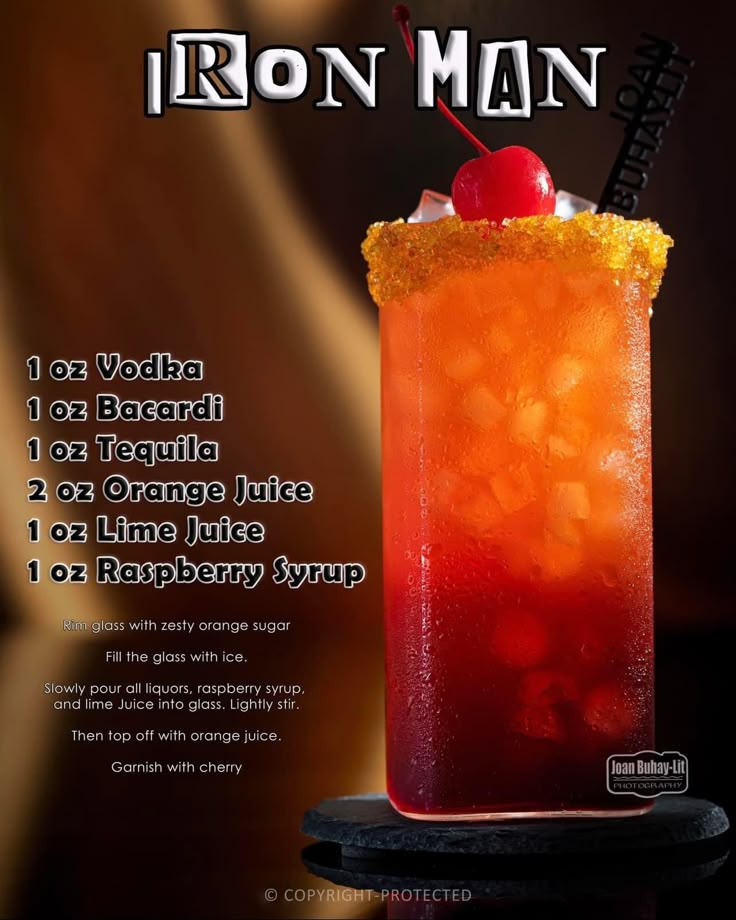 IRON MAN
JOAN
BUHAYLIT
1 oz Vodka
1 oz Bacardi
1 oz Tequila
2 oz Orange Juice
1 oz Lime Juice
1 oz Raspberry Syrup
Rim glass with zesty orange sugar
Fill the glass with ice.
Slowly pour all liquors, raspberry syrup,
and lime Juice into glass. Lightly stir.
Then top off with orange juice.
Garnish with cherry
Joan Buhay-Lit
PHOTOGRAPHY
© COPYRIGHT-PROTECTED